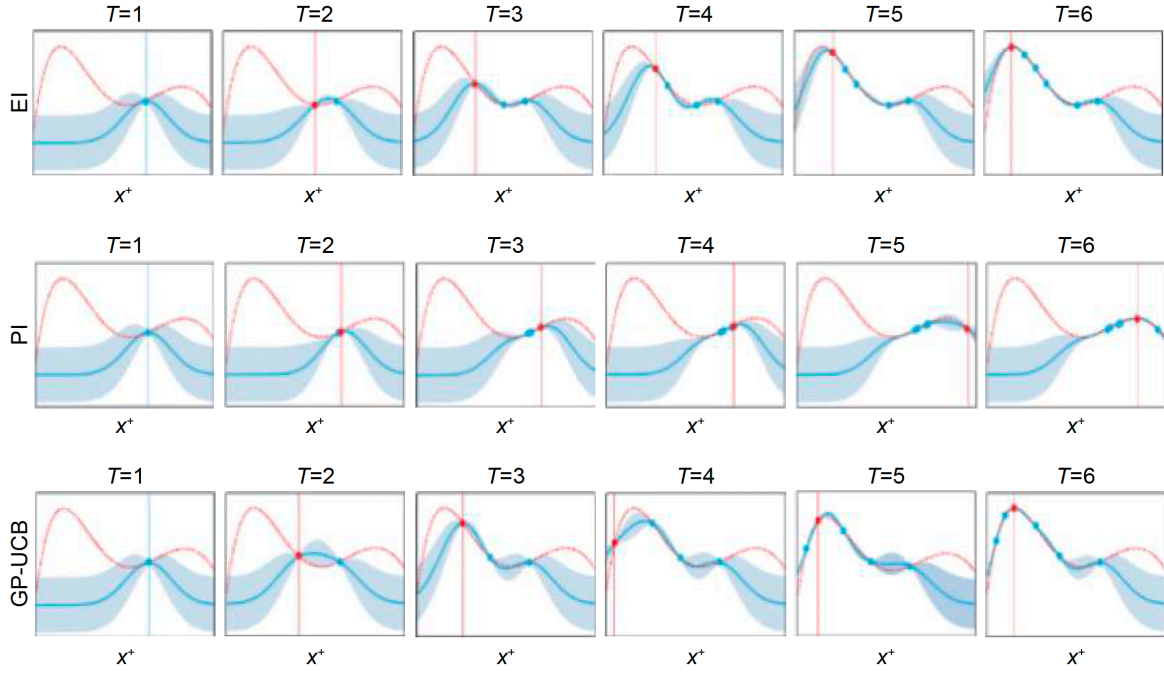 T=1 T=2 T=3 T=4 T=5 T=6
EI
x+ x+ x+ x+ x+ x+
T=1 T=2 T=3 T=4 T=5 T=6
PI
x+ x+ x+ x+ x+ x+
T=1 T=2 T=3 T=4 T=5 T=6
GP-UCB
x+ x+ x+ x+ x+ x+